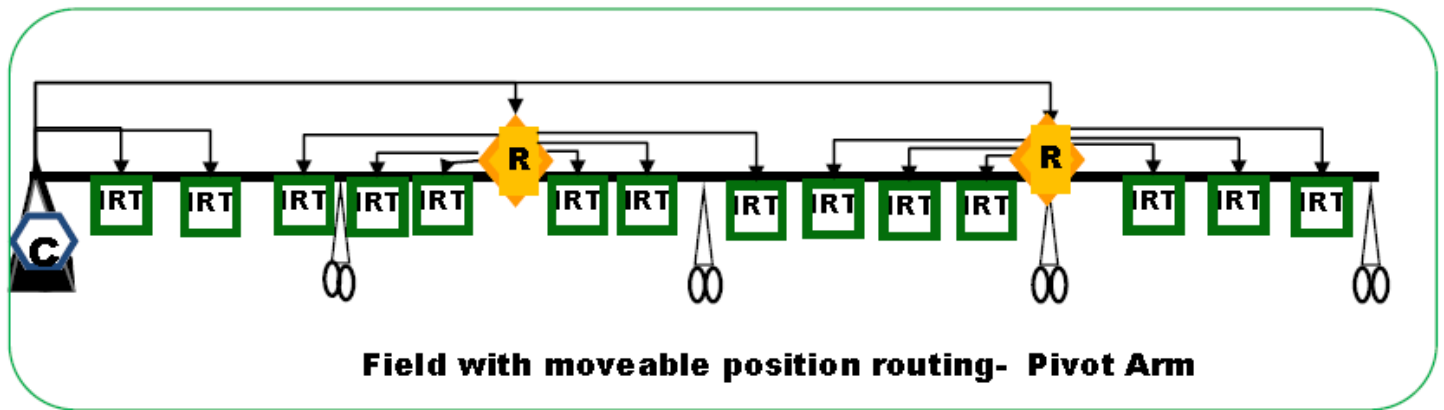 R R
IRT IRT IRT IRT IRT IRT IRT IRT IRT IRT IRT IRT IRT IRT
C
Field with moveable position routing- Pivot Arm